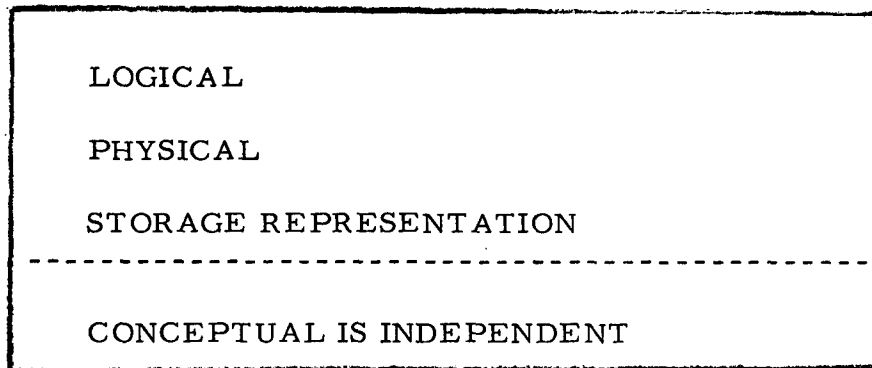 LOGICAL
PHYSICAL
STORAGE REPRESENTATION
CONCEPTUAL IS INDEPENDENT